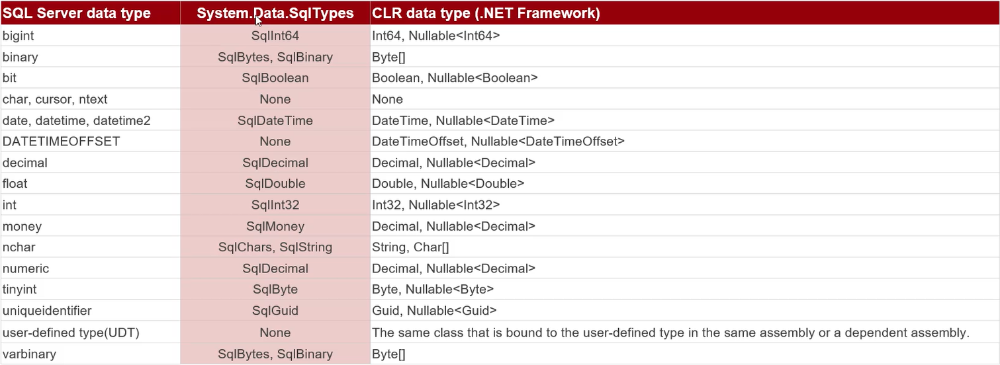 SQL Server data type System.Data.SqlTypes CLR data type (.NET Framework)
bigint SqlInt64 Int64, Nullable<Int64>
binary SqlBytes, SqlBinary Byte[]
bit SqlBoolean Boolean, Nullable<Boolean>
char, cursor, ntext None None
date, datetime, datetime2 SqlDateTime DateTime, Nullable<DateTime>
DATETIMEOFFSET None DateTimeOffset, Nullable<DateTimeOffset>
decimal SqlDecimal Decimal, Nullable<Decimal>
float SqlDouble Double, Nullable<Double>
int SqlInt32 Int32, Nullable<Int32>
money SqlMoney Decimal, Nullable<Decimal>
nchar SqlChars, SqlString String, Char[]
numeric SqlDecimal Decimal, Nullable<Decimal>
tinyint SqlByte Byte, Nullable<Byte>
uniqueidentifier SqlGuid Guid, Nullable<Guid>
user-defined type(UDT) None The same class that is bound to the user-defined type in the same assembly or a dependent assembly.
varbinary SqlBytes, SqlBinary Byte[]